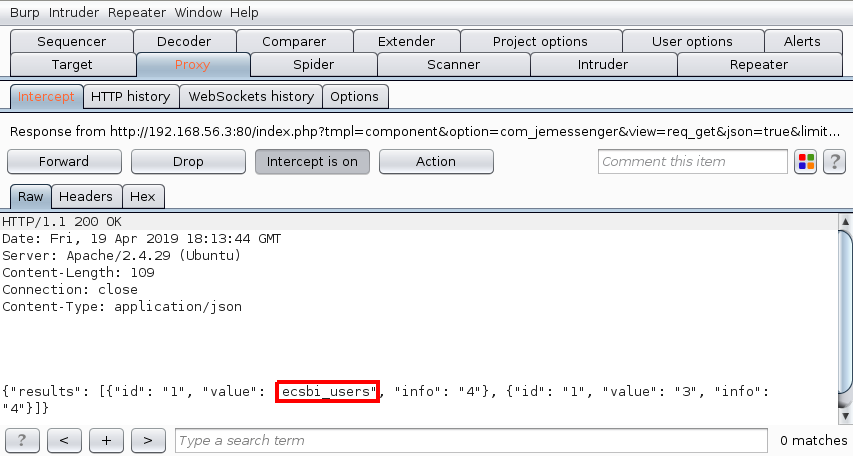 Burp Intruder Repeater Window Help
Sequencer Decoder Comparer Extender Project options User options Alerts
Target Proxy Spider Scanner Intruder Repeater
Intercept HTTP history WebSockets history Options
Response from http://192.168.56.3:80/index.php?tmpl=component&option=com_jemessenger&view=req_get&json=true&limit...
Forward Drop Intercept is on Action Comment this item ?
Raw Headers Hex
HTTP/1.1 200 OK
Date: Fri, 19 Apr 2019 18:13:44 GMT
Server: Apache/2.4.29 (Ubuntu)
Content-Length: 109
Connection: close
Content-Type: application/json
{"results": [{"id": "1", "value": "ecsbi_users", "info": "4"}, {"id": "1", "value": "3", "info":
"4"}]}
? < + > Type a search term 0 matches